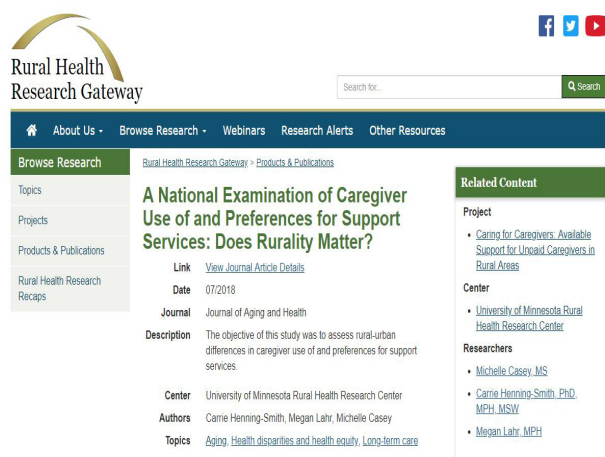 Rural Health
Research Gateway
Search for...
Search
About Us
Browse Research
Webinars
Research Alerts
Other Resources
Browse Research
Topics
Projects
Products & Publications
Rural Health Research
Recaps
Rural Health Research Gateway > Products & Publications
A National Examination of Caregiver
Use of and Preferences for Support
Services: Does Rurality Matter?
Link View Journal Article Details
Date 07/2018
Journal Journal of Aging and Health
Description The objective of this study was to assess rural-urban
differences in caregiver use of and preferences for support
services.
Center University of Minnesota Rural Health Research Center
Authors Carrie Henning-Smith, Megan Lahr, Michelle Casey
Topics Aging, Health disparities and health equity, Long-term care
Related Content
Project
Caring for Caregivers: Available
Support for Unpaid Caregivers in
Rural Areas
Center
University of Minnesota Rural
Health Research Center
Researchers
Michelle Casey, MS
Carrie Henning-Smith, PhD,
MPH, MSW
Megan Lahr, MPH